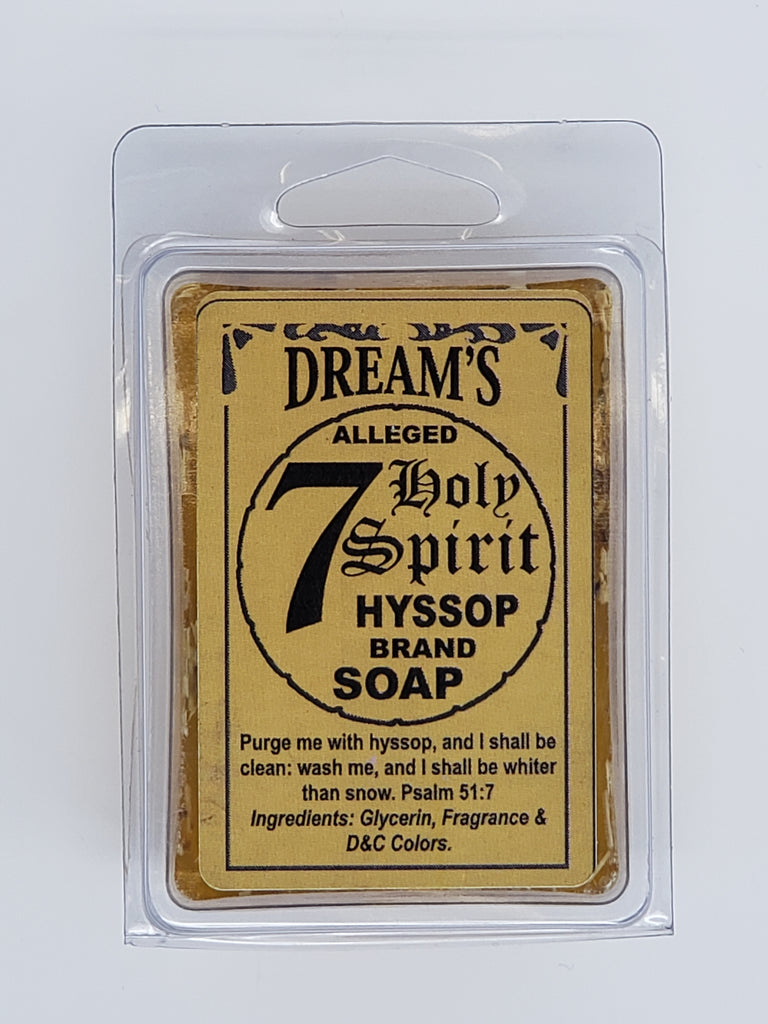 DREAM'S
ALLEGED
7 Holy
Spirit
HYSSOP
BRAND
SOAP
Purge me with hyssop, and I shall be
clean: wash me, and I shall be whiter
than snow. Psalm 51:7
Ingredients: Glycerin, Fragrance &
D&C Colors.